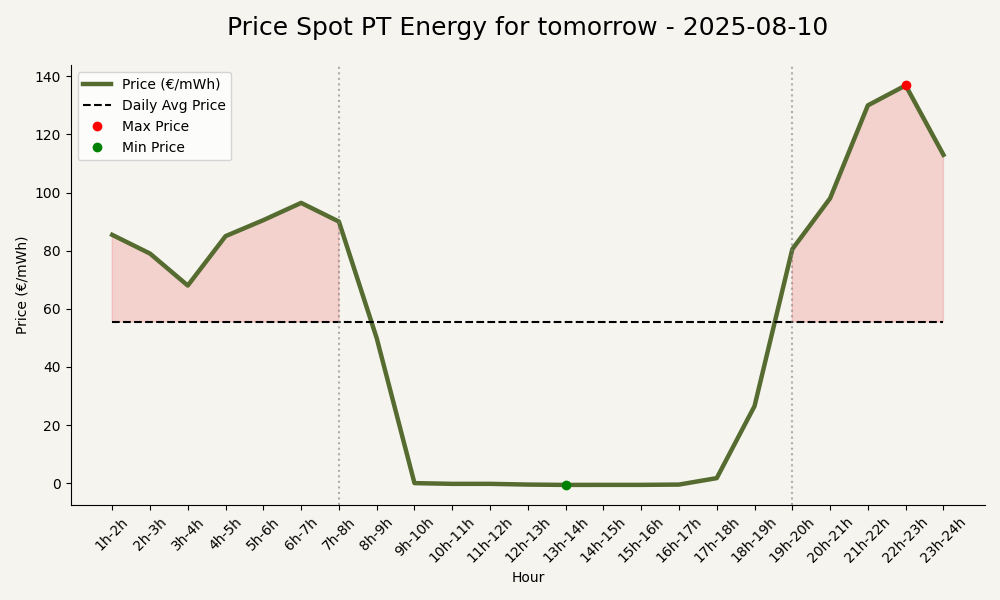 Price Spot PT Energy for tomorrow - 2025-08-10
Price (€/mWh)
Daily Avg Price
Max Price
Min Price
Price (€/mWh)
140
120
100
80
60
40
20
0
1h-2h
2h-3h
3h-4h
4h-5h
5h-6h
6h-7h
7h-8h
8h-9h
9h-10h
10h-11h
11h-12h
12h-13h
13h-14h
14h-15h
15h-16h
16h-17h
17h-18h
18h-19h
19h-20h
20h-21h
21h-22h
22h-23h
23h-24h
Hour